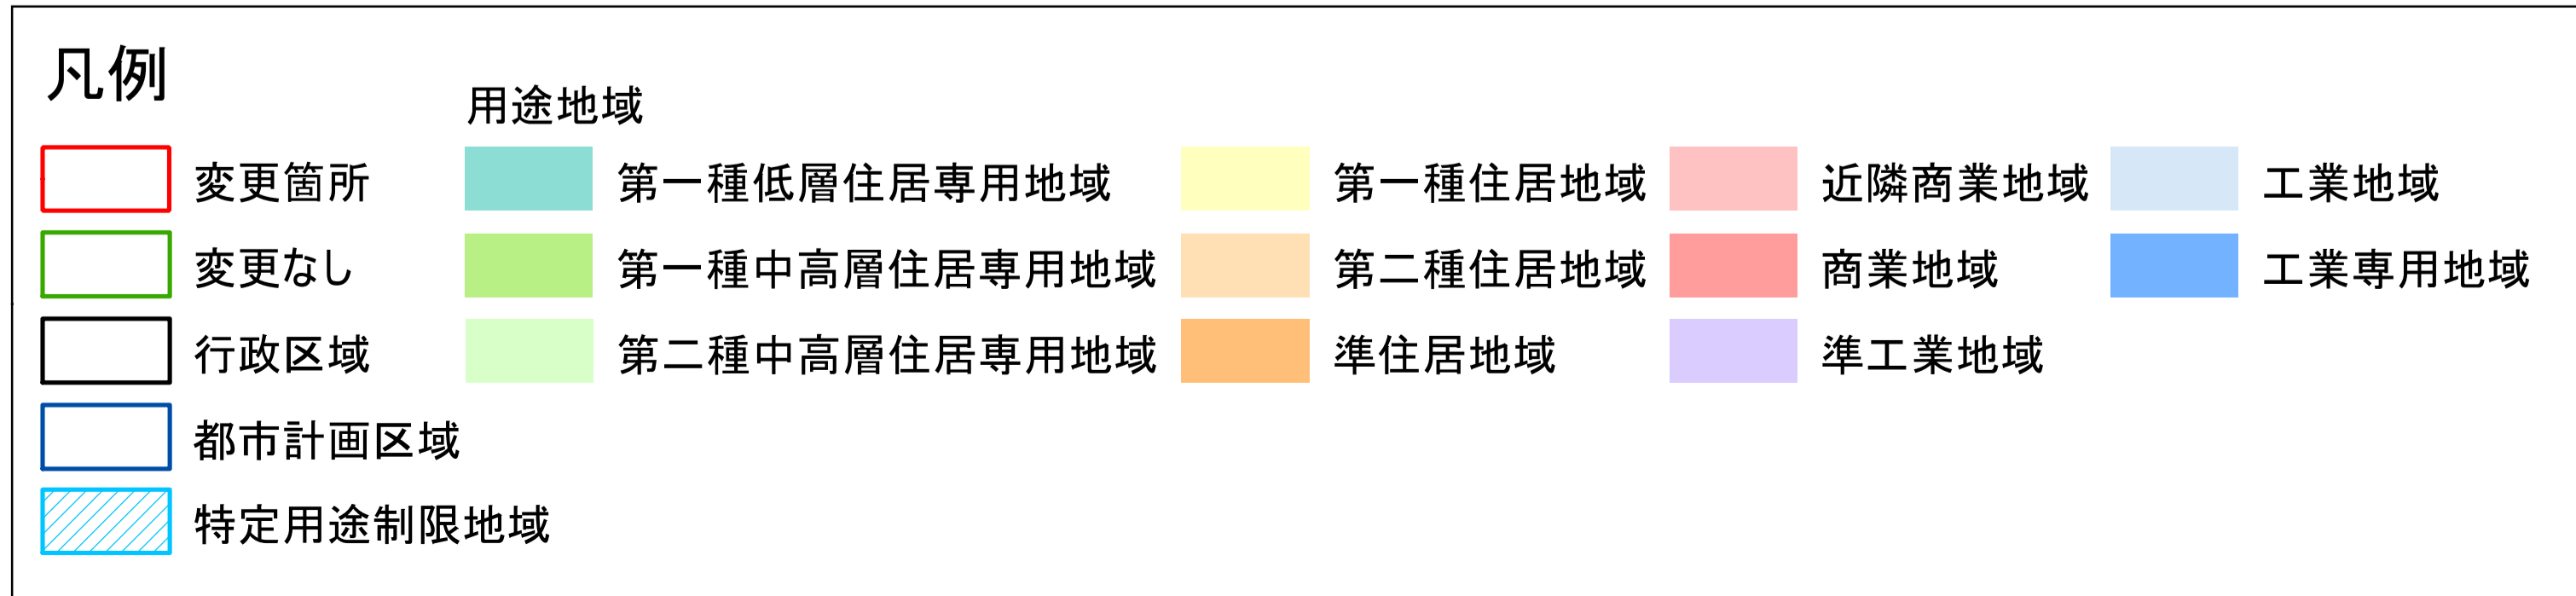 凡例
用途地域
変更箇所 第一種低層住居専用地域 第一種住居地域 近隣商業地域 工業地域
変更なし 第一種中高層住居専用地域 第二種住居地域 商業地域 工業専用地域
行政区域 第二種中高層住居専用地域 準住居地域 準工業地域
都市計画区域
特定用途制限地域